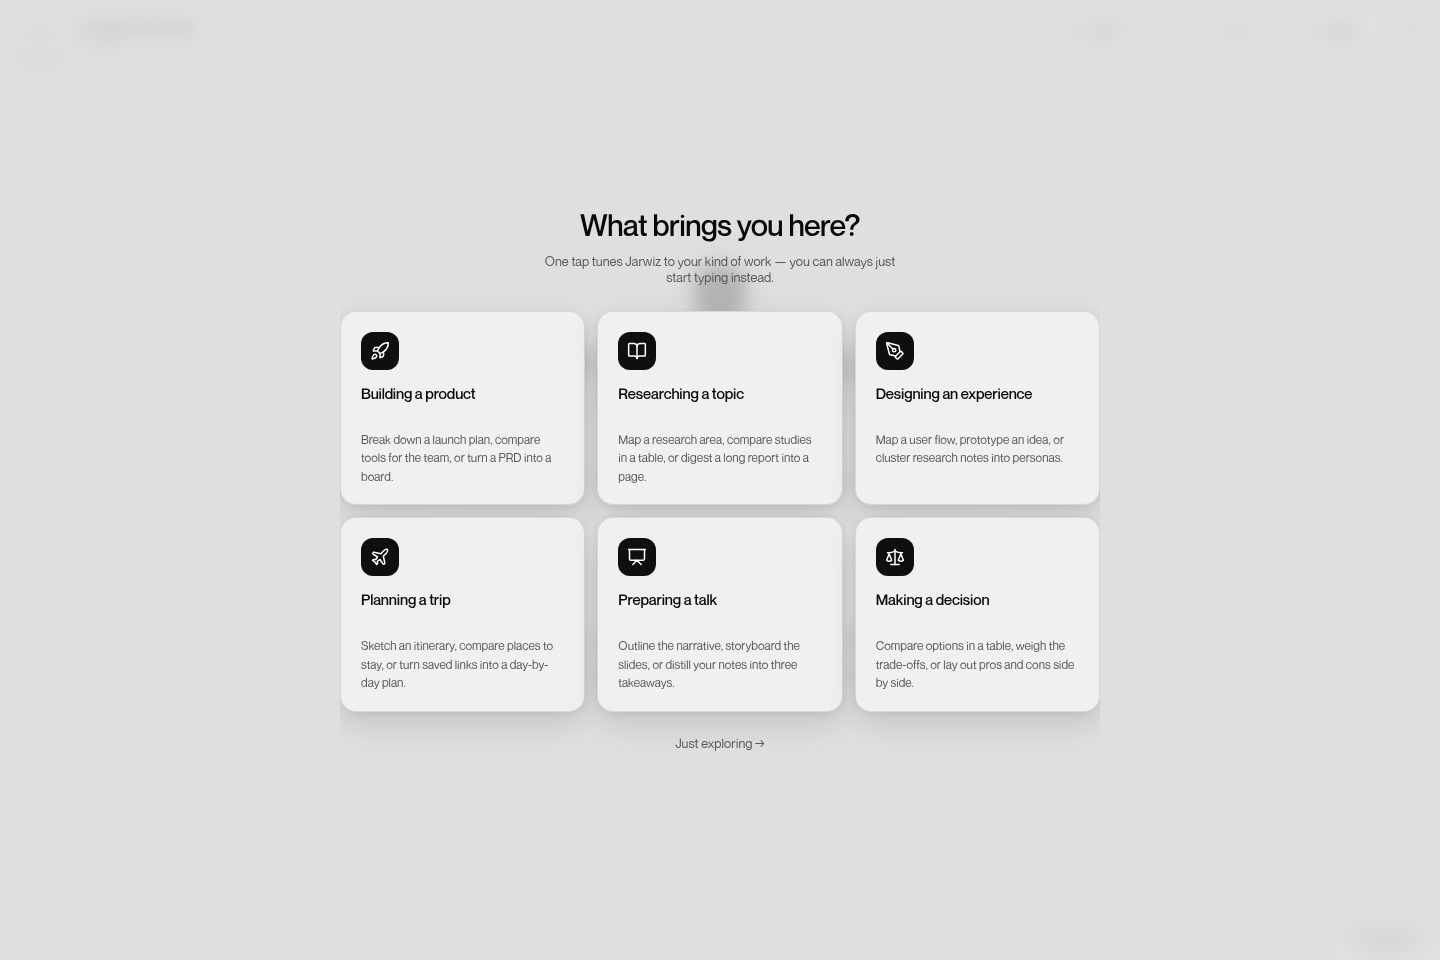 What brings you here?
One tap tunes Jarwiz to your kind of work — you can always just
start typing instead.
Building a product
Break down a launch plan, compare
tools for the team, or turn a PRD into a
board.
Researching a topic
Map a research area, compare studies
in a table, or digest a long report into a
page.
Designing an experience
Map a user flow, prototype an idea, or
cluster research notes into personas.
Planning a trip
Sketch an itinerary, compare places to
stay, or turn saved links into a day-by-
day plan.
Preparing a talk
Outline the narrative, storyboard the
slides, or distill your notes into three
takeaways.
Making a decision
Compare options in a table, weigh the
trade-offs, or lay out pros and cons side
by side.
Just exploring →